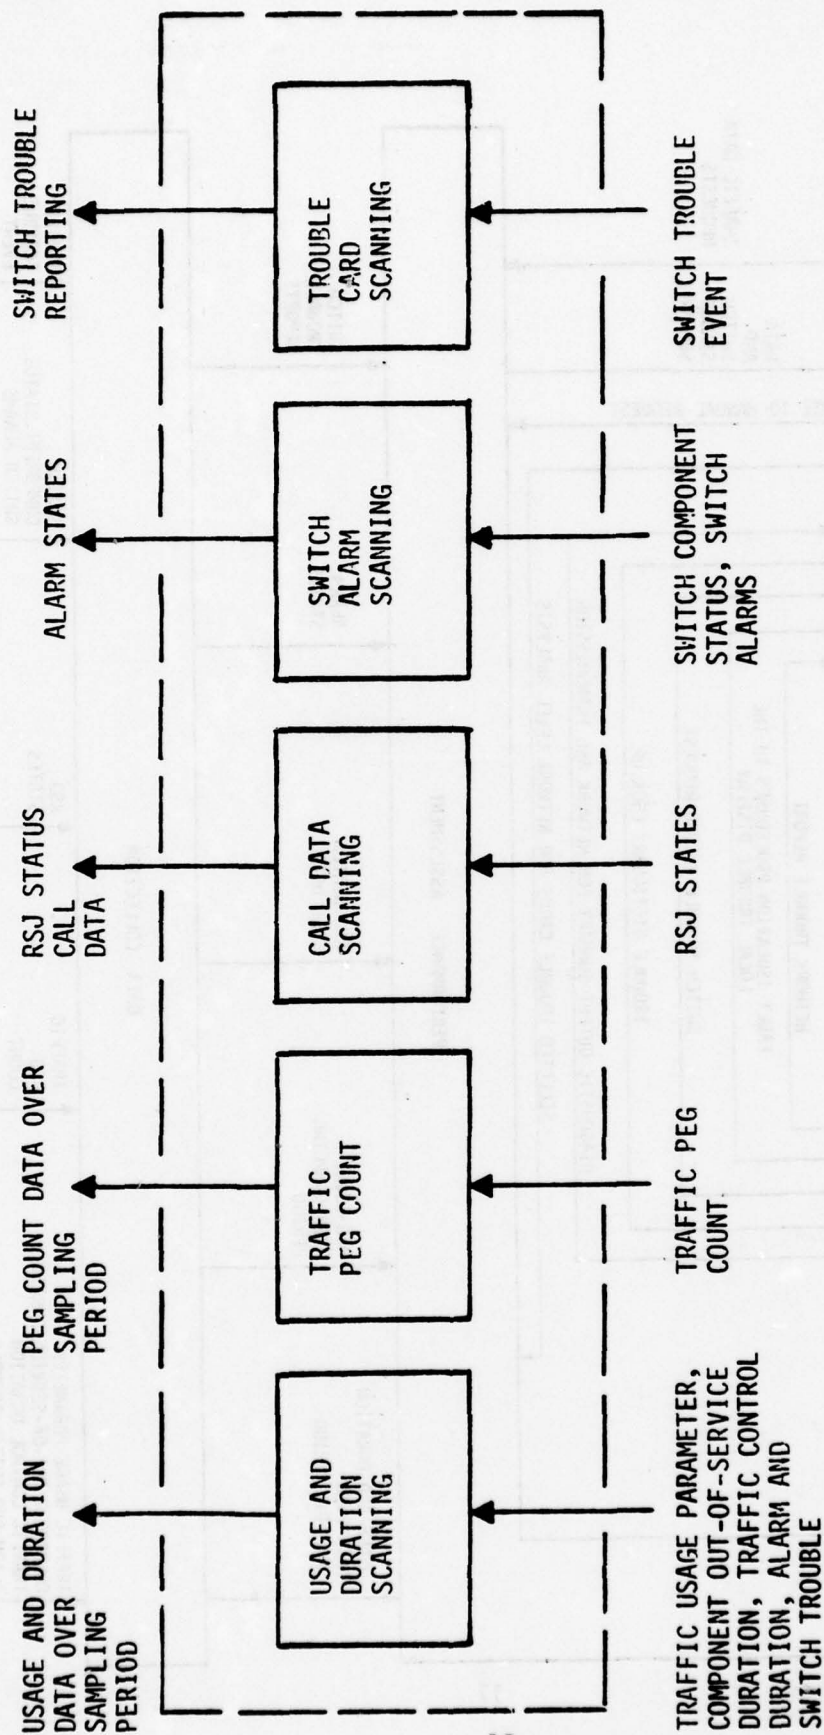 USAGE AND DURATION
DATA OVER
SAMPLING
PERIOD
PEG COUNT DATA OVER
SAMPLING
PERIOD
RSJ STATUS
CALL
DATA
ALARM STATES
SWITCH TROUBLE
REPORTING
USAGE AND
DURATION
SCANNING
TRAFFIC
PEG COUNT
CALL DATA
SCANNING
SWITCH
ALARM
SCANNING
TROUBLE
CARD
SCANNING
TRAFFIC USAGE PARAMETER,
COMPONENT OUT-OF-SERVICE
DURATION, TRAFFIC CONTROL
DURATION, ALARM AND
SWITCH TROUBLE
TRAFFIC PEG
COUNT
RSJ STATES
SWITCH COMPONENT
STATUS, SWITCH
ALARMS
SWITCH TROUBLE
EVENT